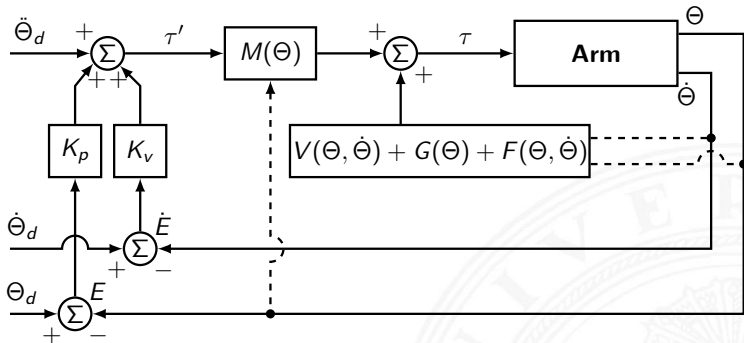 Θ̈_d
+
Σ
++
τ′
M(Θ)
+
Σ
+
τ
Arm
Θ
Θ̇
K_p
K_v
V(Θ, Θ̇) + G(Θ) + F(Θ, Θ̇)
Θ̇_d
+
Σ
Ė
−
Θ_d
+
Σ
E
−
I V E R